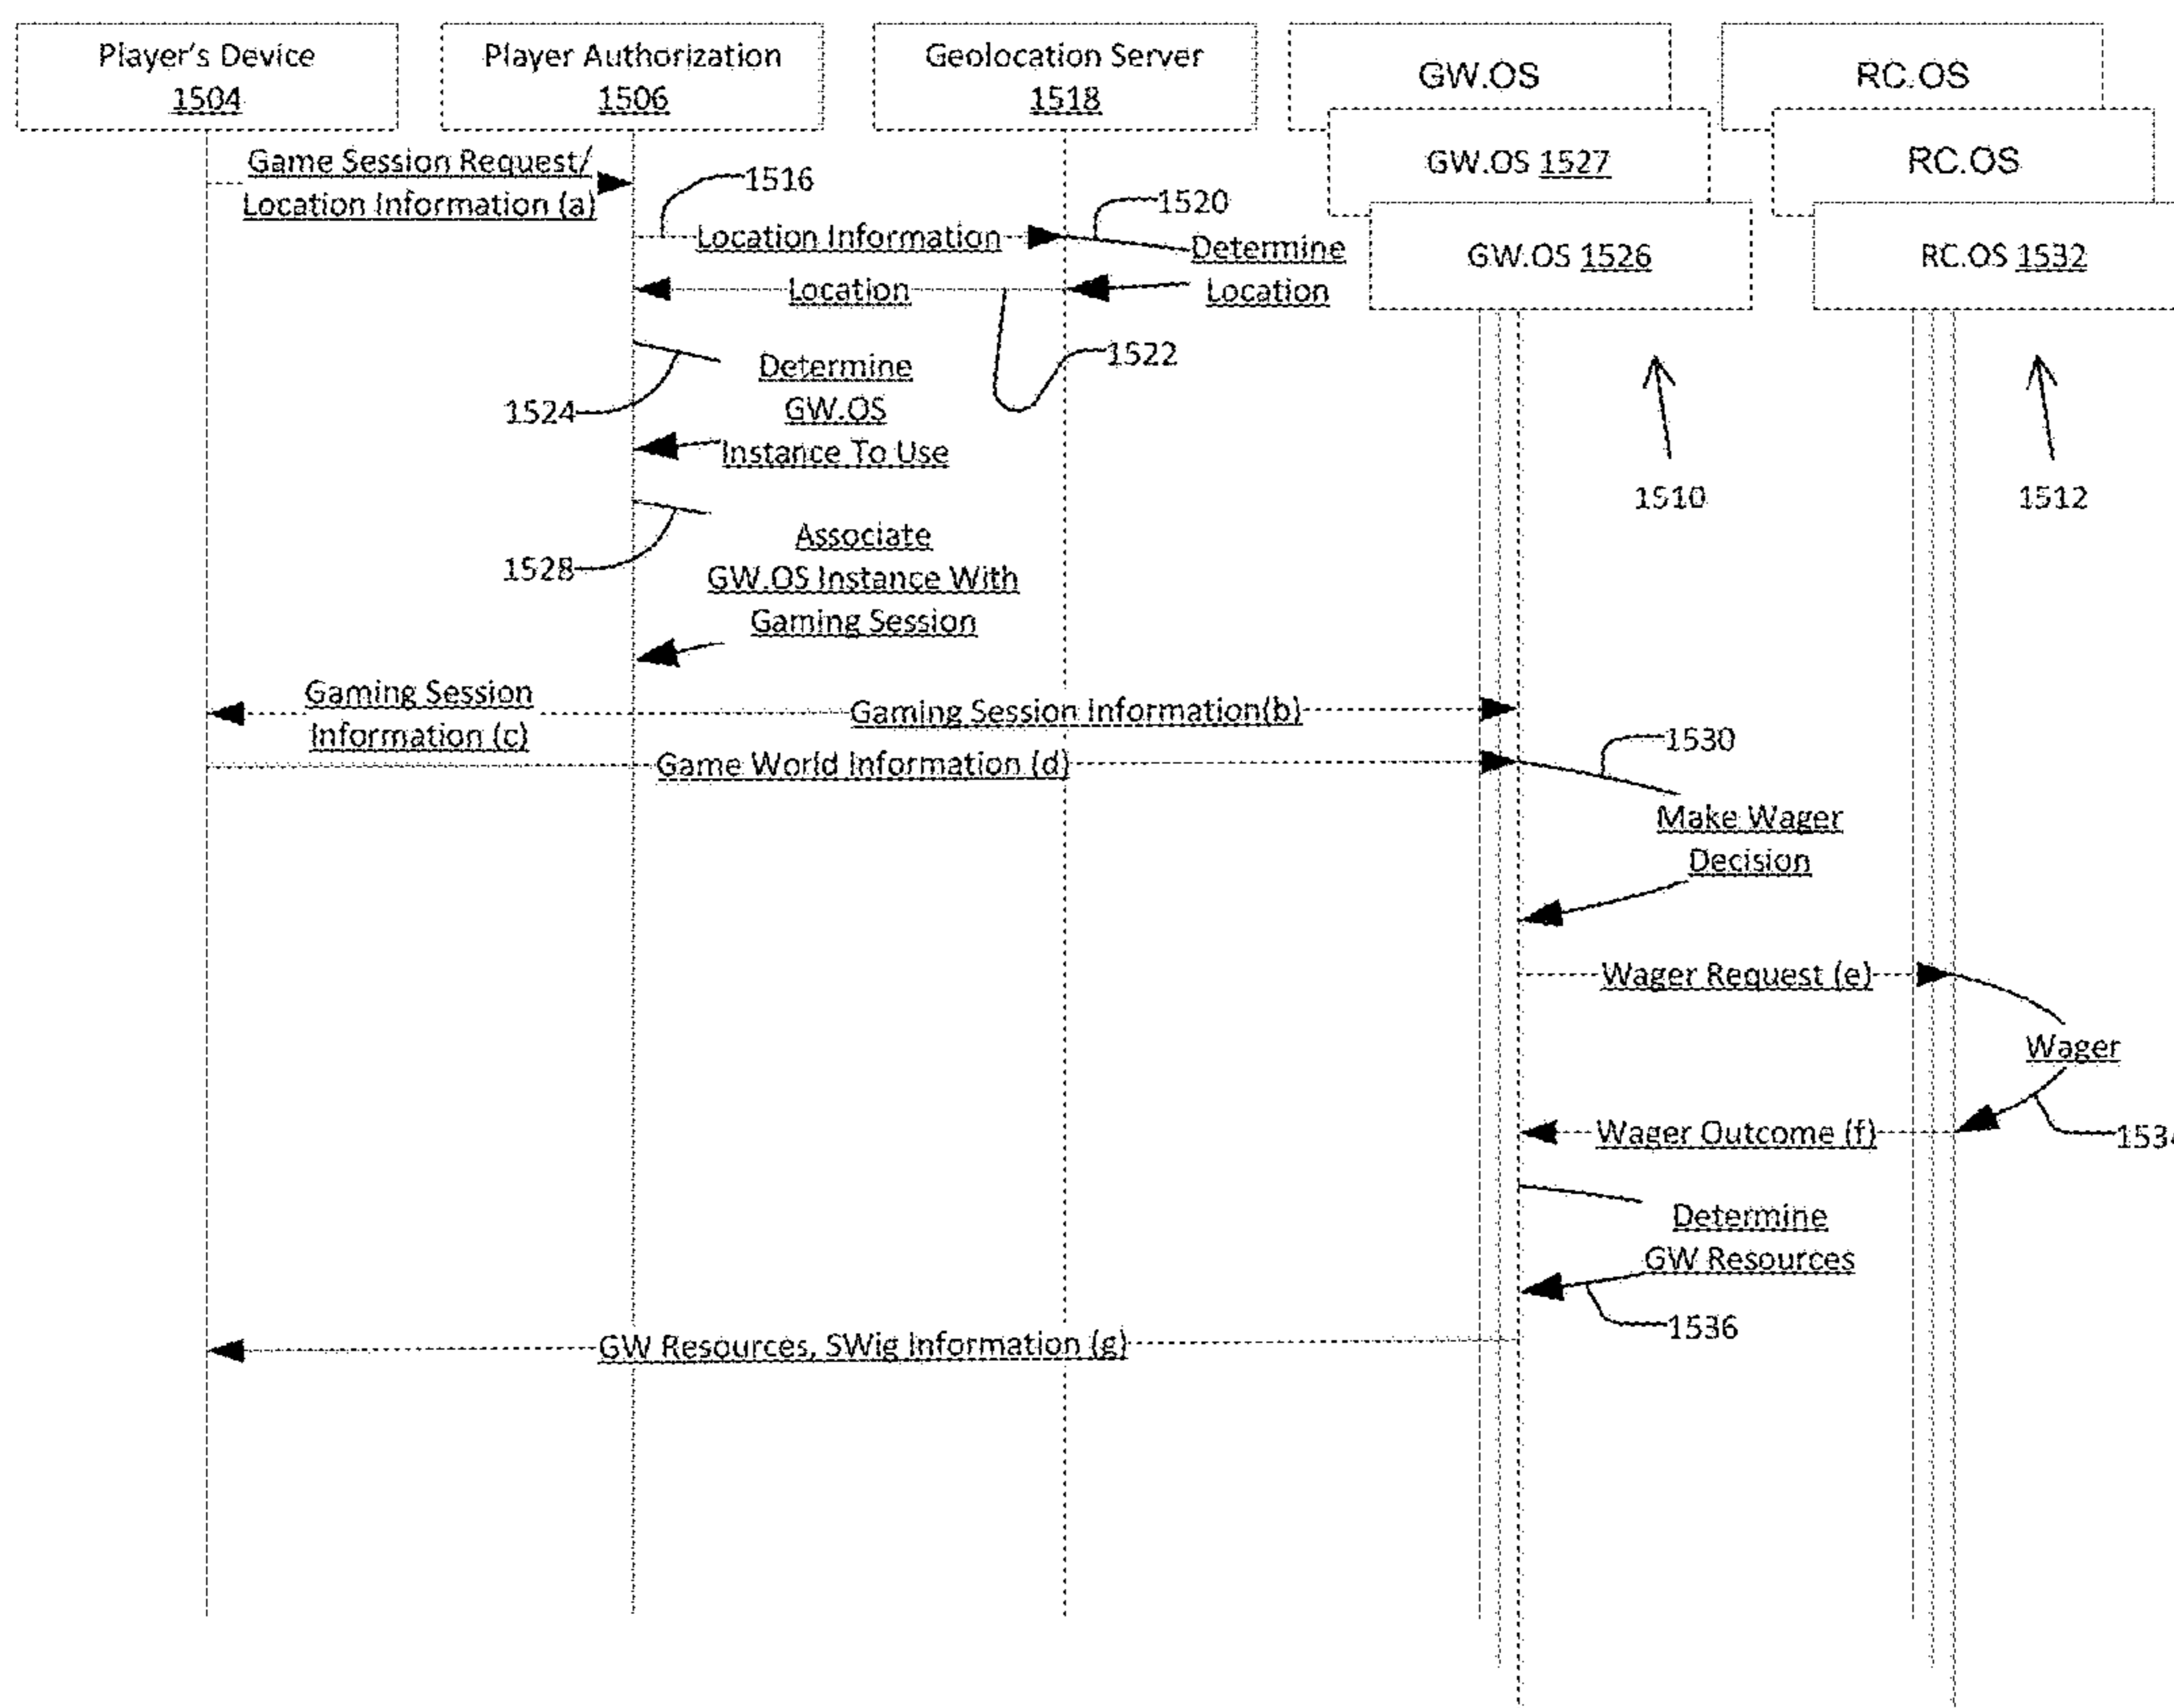 Player's Device
1504
Player Authorization
1506
Geolocation Server
1518
GW.OS
RC.OS
GW.OS 1527
RC.OS
GW.OS 1526
RC.OS 1532
Game Session Request/
Location Information (a)
1516
Location Information
1520
Determine
Location
Location
1522
Determine
GW.OS
Instance To Use
1524
1510
1512
Associate
GW.OS Instance With
Gaming Session
1528
Gaming Session
Information (c)
Gaming Session Information(b)
Game World Information (d)
1530
Make Wager
Decision
Wager Request (e)
Wager
Wager Outcome (f)
1534
Determine
GW Resources
1536
GW Resources, SWig Information (g)